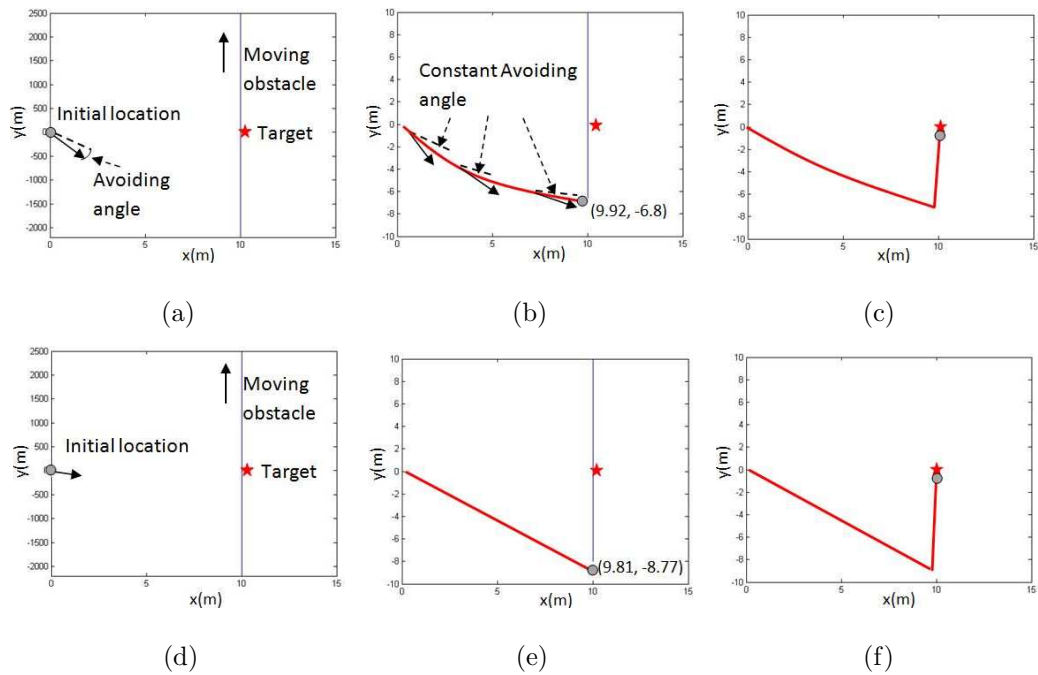 2500
2000
1500
1000
500
0
-500
-1000
-1500
-2000
y(m)
0 5 10 15
x(m)
Initial location
Moving
obstacle
Target
Avoiding
angle
(a)
10
8
6
4
2
0
-2
-4
-6
-8
-10
y(m)
0 5 10 15
x(m)
Constant Avoiding
angle
(9.92, -6.8)
(b)
10
8
6
4
2
0
-2
-4
-6
-8
-10
y(m)
0 5 10 15
x(m)
(c)
2500
2000
1500
1000
500
0
-500
-1000
-1500
-2000
y(m)
0 5 10 15
x(m)
Moving
obstacle
Initial location
Target
(d)
10
8
6
4
2
0
-2
-4
-6
-8
-10
y(m)
0 5 10 15
x(m)
(9.81, -8.77)
(e)
10
8
6
4
2
0
-2
-4
-6
-8
-10
y(m)
0 5 10 15
x(m)
(f)